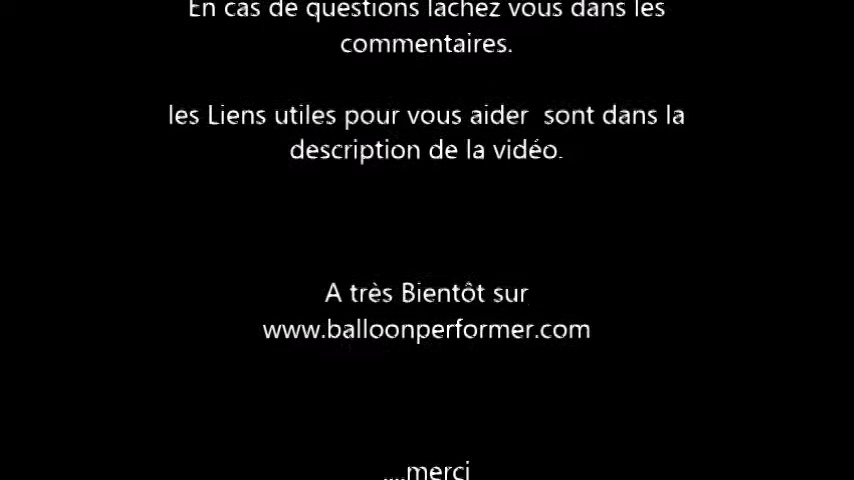 En cas de questions lachez vous dans les
commentaires.
les Liens utiles pour vous aider  sont dans la
description de la vidéo.
A très Bientôt sur
www.balloonperformer.com
....merci